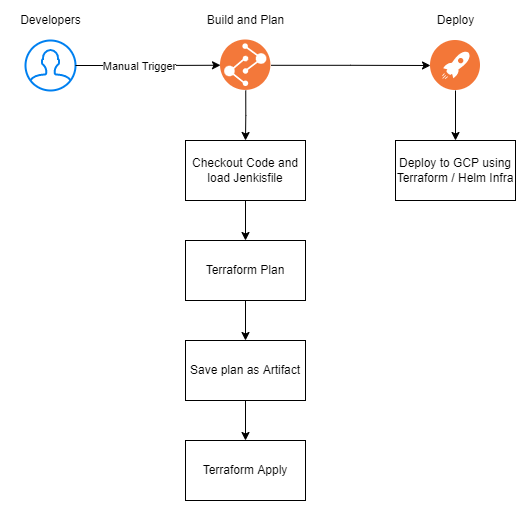 Developers
Build and Plan
Deploy
Manual Trigger
Checkout Code and
load Jenkisfile
Deploy to GCP using
Terraform / Helm Infra
Terraform Plan
Save plan as Artifact
Terraform Apply